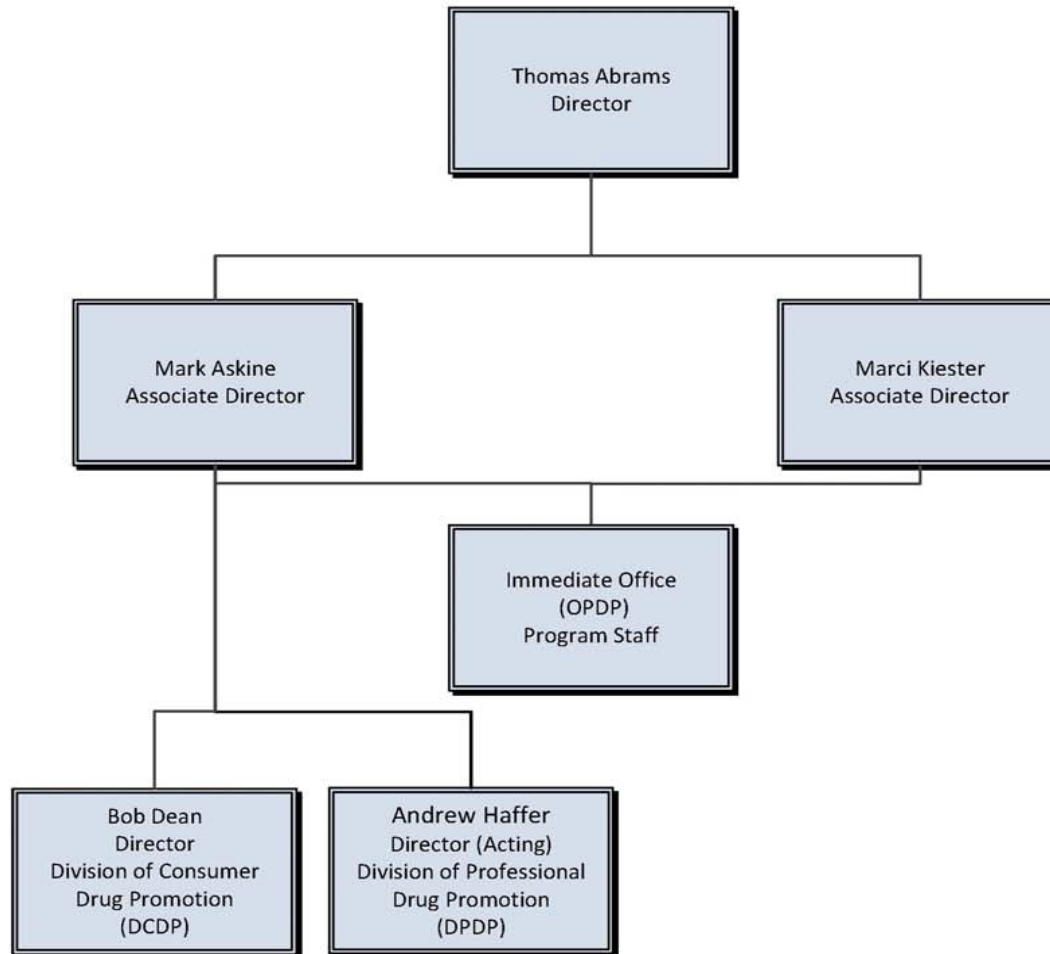 Thomas Abrams
Director
Mark Askine
Associate Director
Marci Kiester
Associate Director
Immediate Office
(OPDP)
Program Staff
Bob Dean
Director
Division of Consumer
Drug Promotion
(DCDP)
Andrew Haffer
Director (Acting)
Division of Professional
Drug Promotion
(DPDP)